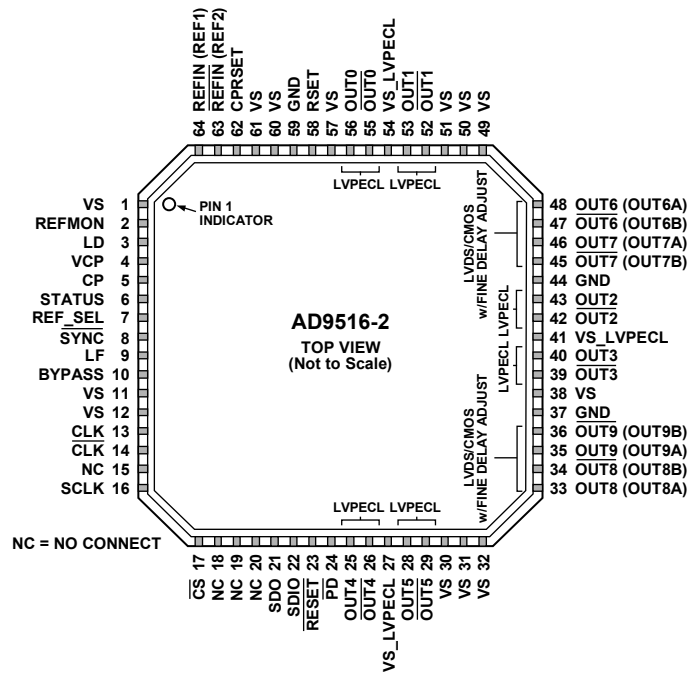 64 REFIN (REF1)
63 REFIN (REF2)
62 CPRSET
61 VS
60 VS
59 GND
58 RSET
57 VS
56 OUT0
55 OUT0
54 VS_LVPECL
53 OUT1
52 OUT1
51 VS
50 VS
49 VS
LVPECL
LVPECL
VS 1
REFMON 2
LD 3
VCP 4
CP 5
STATUS 6
REF_SEL 7
SYNC 8
LF 9
BYPASS 10
VS 11
VS 12
CLK 13
CLK 14
NC 15
SCLK 16
PIN 1
INDICATOR
AD9516-2
TOP VIEW
(Not to Scale)
LVDS/CMOS
w/FINE DELAY ADJUST
LVPECL
LVPECL
LVDS/CMOS
w/FINE DELAY ADJUST
48 OUT6 (OUT6A)
47 OUT6 (OUT6B)
46 OUT7 (OUT7A)
45 OUT7 (OUT7B)
44 GND
43 OUT2
42 OUT2
41 VS_LVPECL
40 OUT3
39 OUT3
38 VS
37 GND
36 OUT9 (OUT9B)
35 OUT9 (OUT9A)
34 OUT8 (OUT8B)
33 OUT8 (OUT8A)
LVPECL
LVPECL
NC = NO CONNECT
CS 17
NC 18
NC 19
NC 20
SDO 21
SDIO 22
RESET 23
PD 24
OUT4 25
OUT4 26
VS_LVPECL 27
OUT5 28
OUT5 29
VS 30
VS 31
VS 32